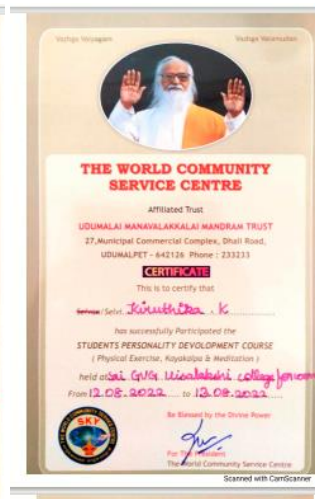 Vazhga Vaiyagam Vazhga Valamudan
THE WORLD COMMUNITY
SERVICE CENTRE
Affiliated Trust
UDUMALAI MANAVALAKKALAI MANDRAM TRUST
27,Municipal Commercial Complex, Dhali Road,
UDUMALPET - 642126 Phone : 233233
CERTIFICATE
This is to certify that
Selvan/Selvi. Kiruthika . K
has successfully Participated the
STUDENTS PERSONALITY DEVOLOPMENT COURSE
( Physical Exercise, Kayakalpa & Meditation )
held at Sri GVG Visalakshi college for women
From 12.08.2022 to 13.08.2022
Be Blessed by the Divine Power
SKY
For The President
The World Community Service Centre
Scanned with CamScanner